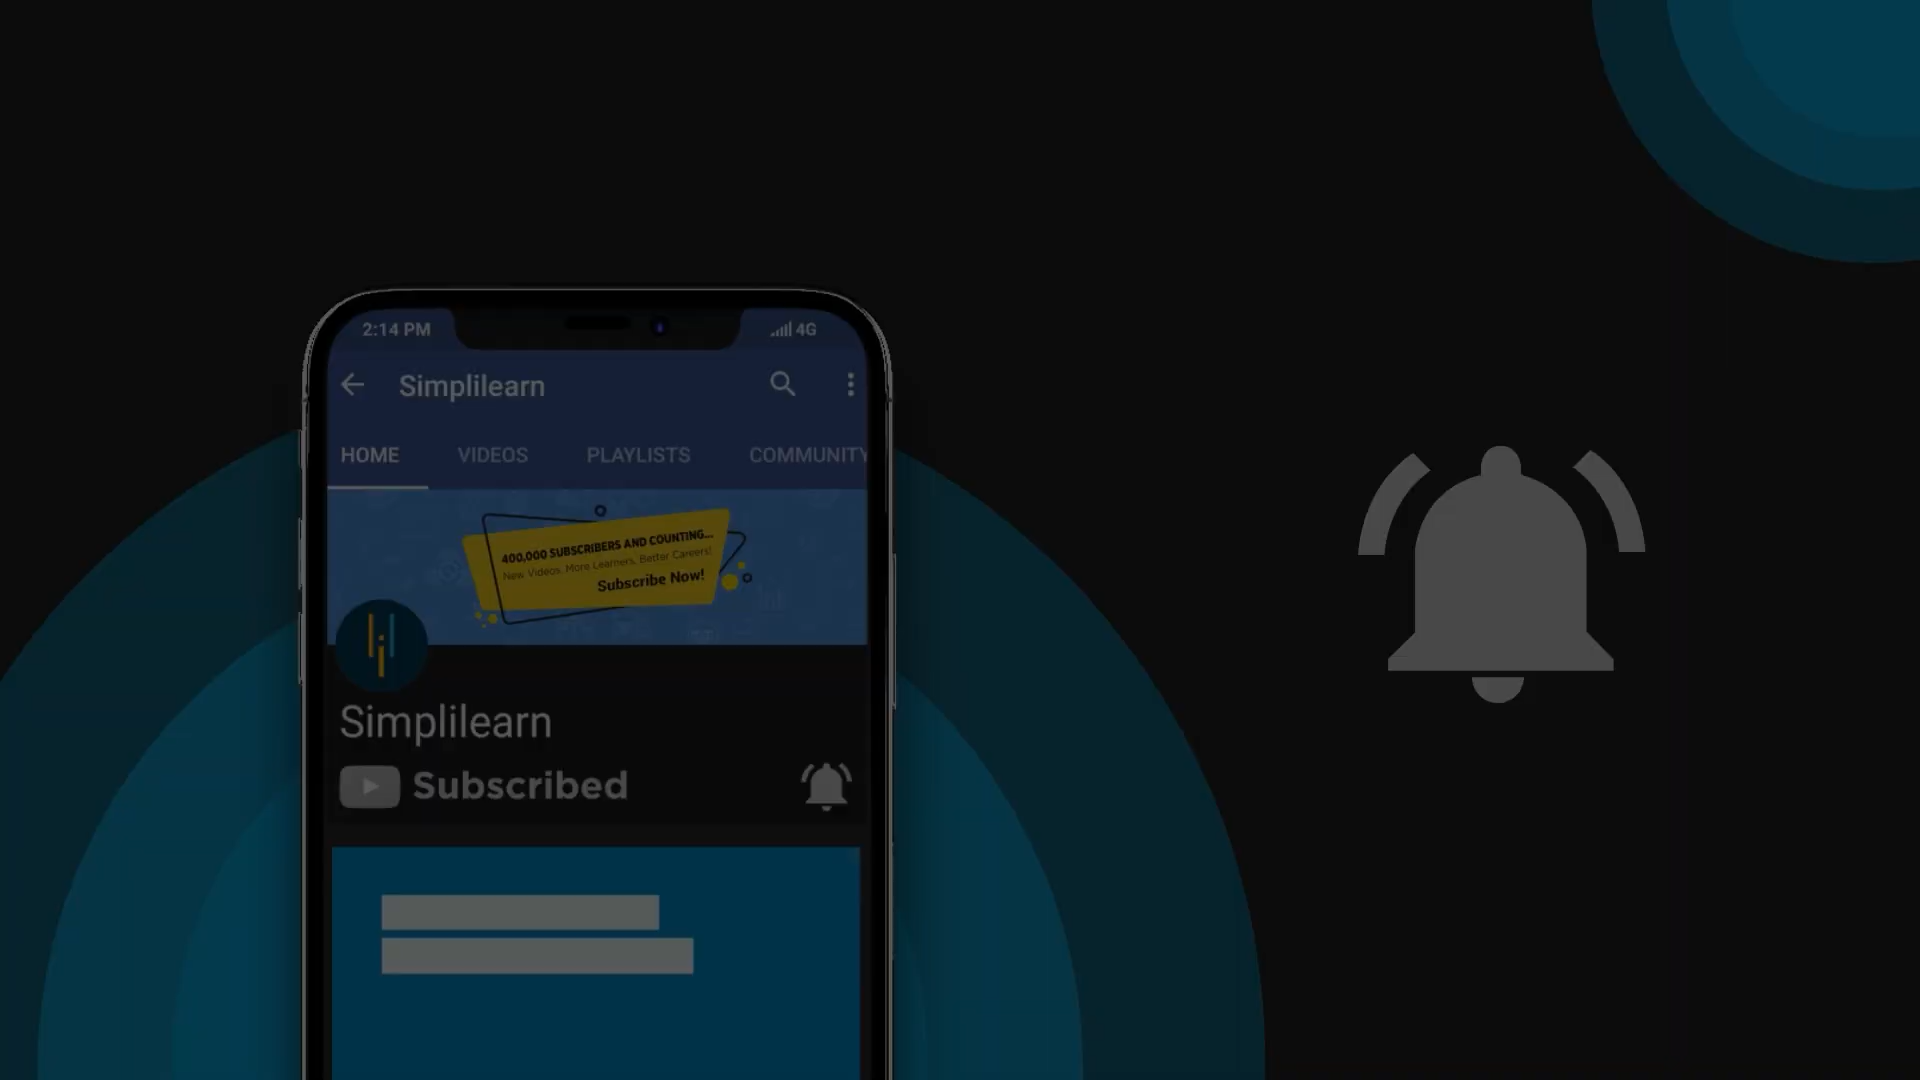 2:14 PM
4G
Simplilearn
HOME VIDEOS PLAYLISTS COMMUNITY
400,000 SUBSCRIBERS AND COUNTING...
New Videos, More Learners, Better Careers!
Subscribe Now!
Simplilearn
Subscribed